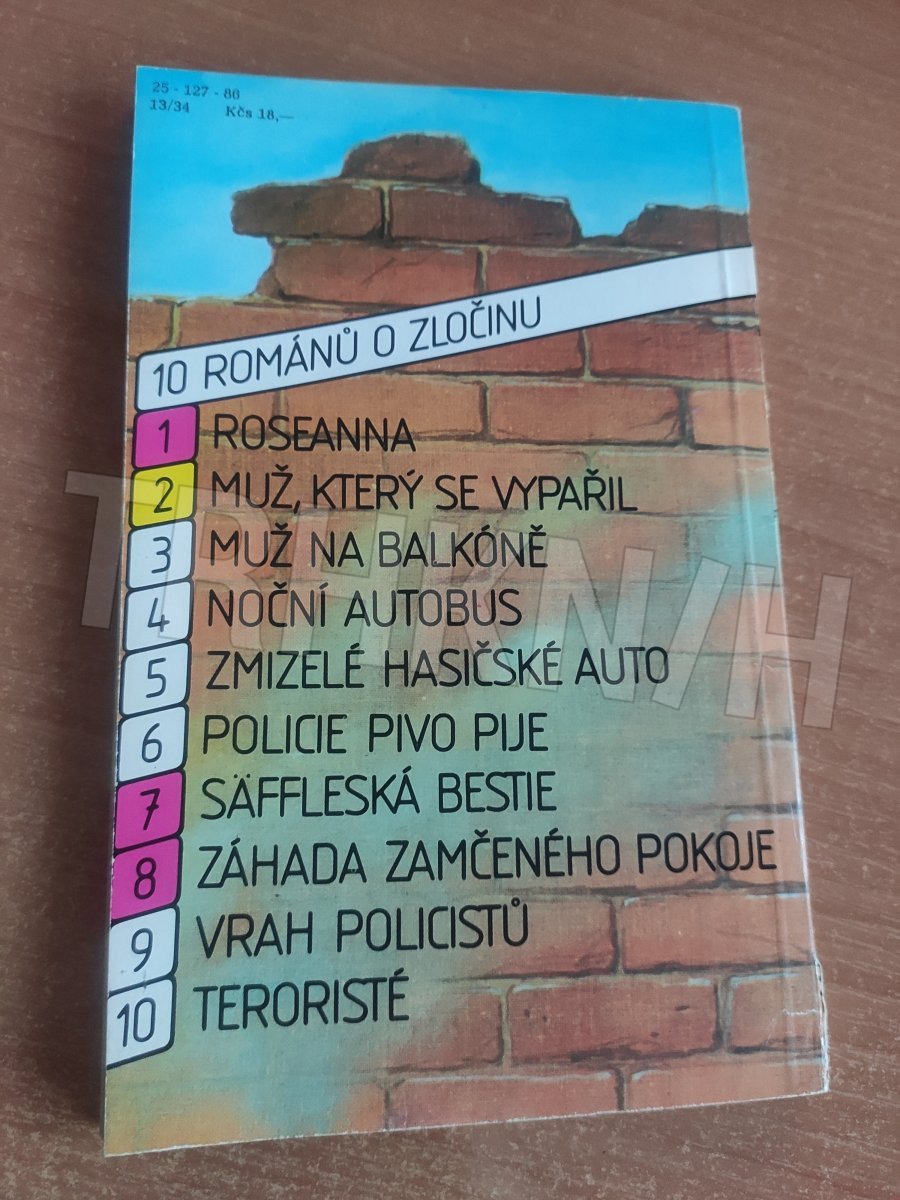 25 - 127 - 86
13/34 Kčs 18,—
10 ROMÁNŮ O ZLOČINU
1 ROSEANNA
2 MUŽ, KTERÝ SE VYPAŘIL
3 MUŽ NA BALKÓNĚ
4 NOČNÍ AUTOBUS
5 ZMIZELÉ HASIČSKÉ AUTO
6 POLICIE PIVO PIJE
7 SÄFFLESKÁ BESTIE
8 ZÁHADA ZAMČENÉHO POKOJE
9 VRAH POLICISTŮ
10 TERORISTÉ
TRHKNIH